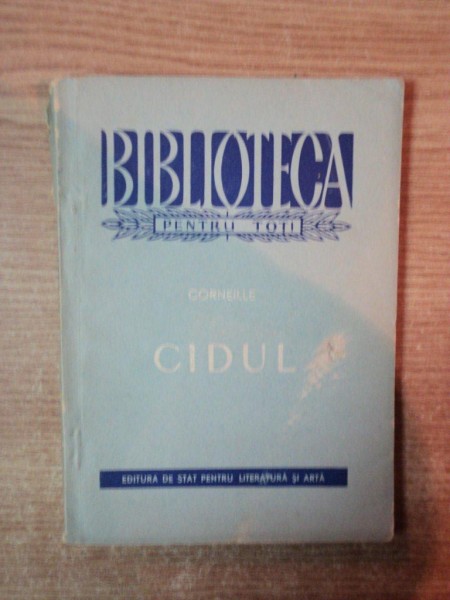 BIBLIOTECA
PENTRU TOȚI
CORNEILLE
CIDUL
EDITURA DE STAT PENTRU LITERATURĂ ȘI ARTĂ